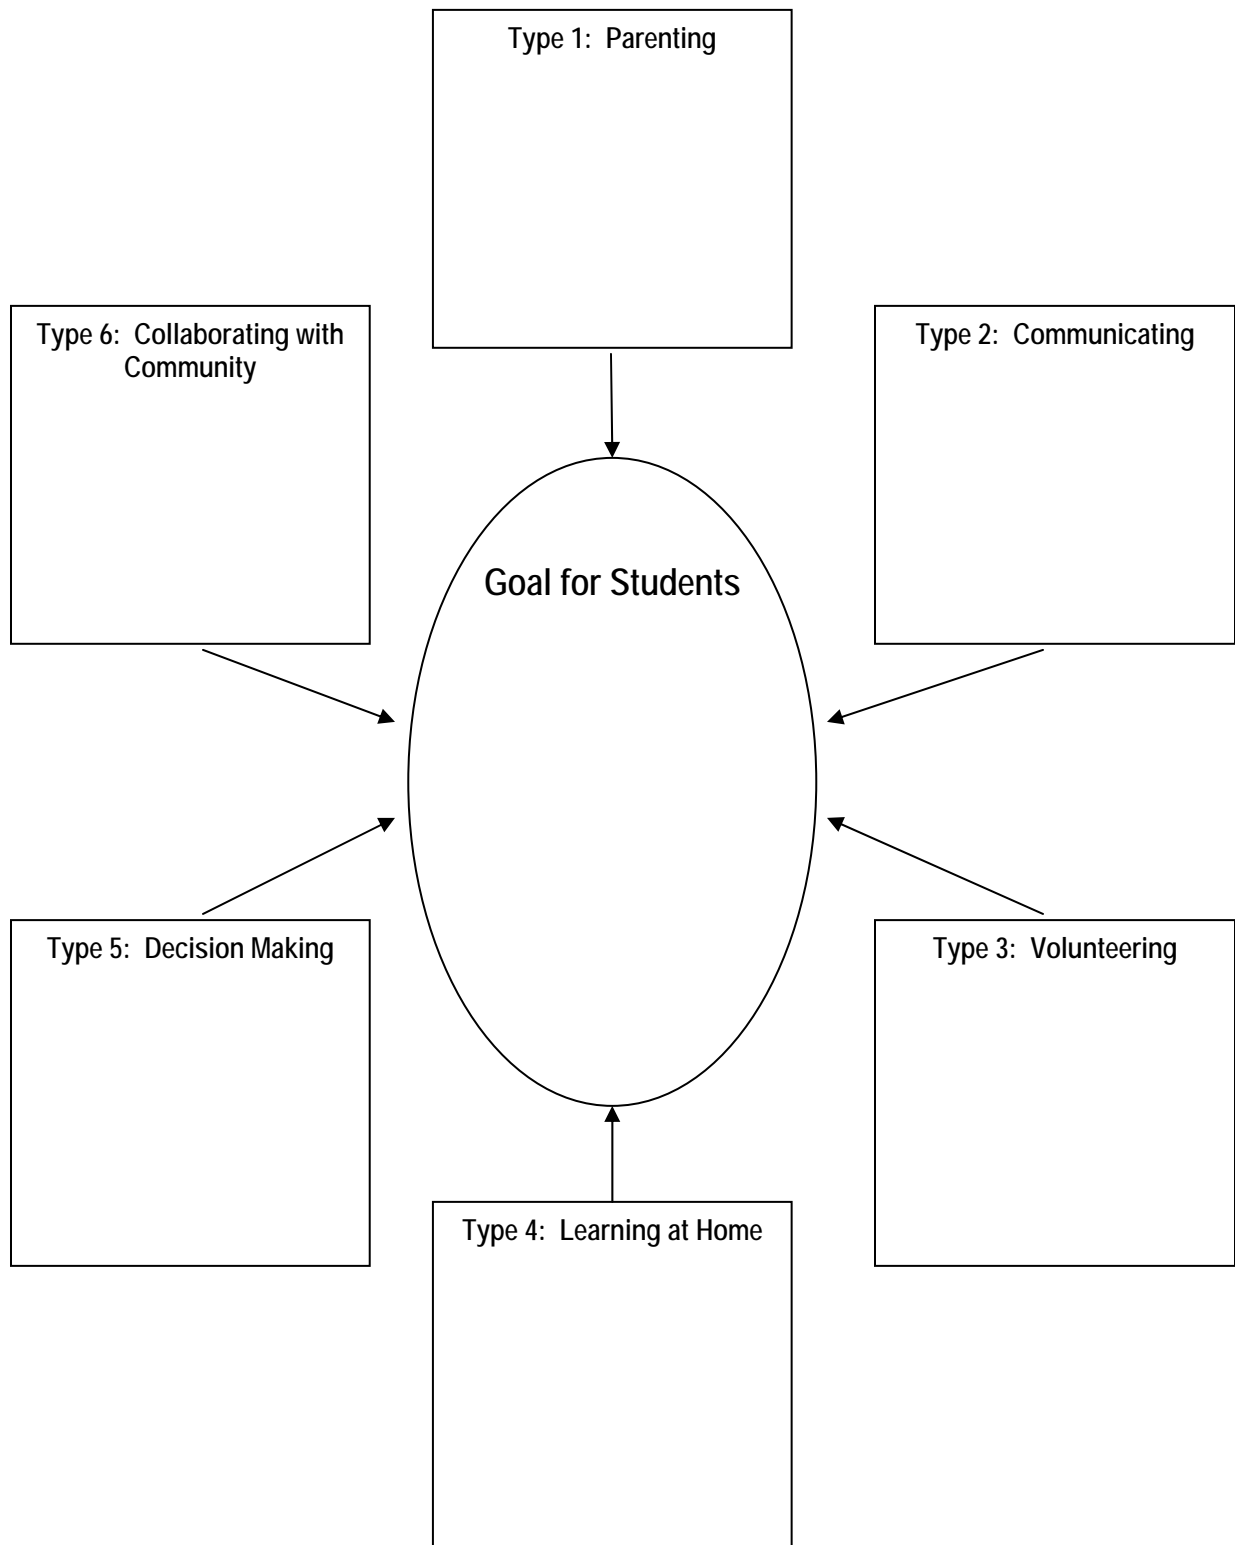 Type 1: Parenting
Type 6: Collaborating with
Community
Type 2: Communicating
Goal for Students
Type 5: Decision Making
Type 3: Volunteering
Type 4: Learning at Home